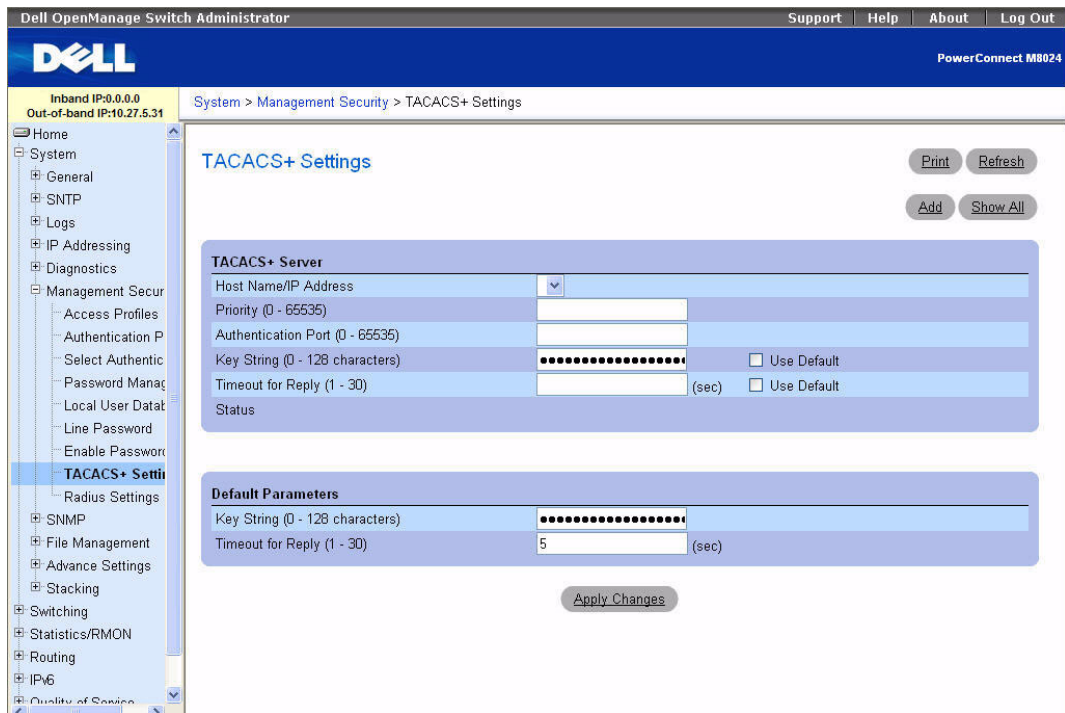 Dell OpenManage Switch Administrator
Support Help About Log Out
DELL
PowerConnect M8024
Inband IP:0.0.0.0
Out-of-band IP:10.27.5.31
System > Management Security > TACACS+ Settings
Home
System
General
SNTP
Logs
IP Addressing
Diagnostics
Management Secur
Access Profiles
Authentication P
Select Authentic
Password Manag
Local User Datab
Line Password
Enable Password
TACACS+ Settin
Radius Settings
SNMP
File Management
Advance Settings
Stacking
Switching
Statistics/RMON
Routing
IPv6
Quality of Service
TACACS+ Settings
Print Refresh
Add Show All
TACACS+ Server
Host Name/IP Address
Priority (0 - 65535)
Authentication Port (0 - 65535)
Key String (0 - 128 characters) Use Default
Timeout for Reply (1 - 30) (sec) Use Default
Status
Default Parameters
Key String (0 - 128 characters)
Timeout for Reply (1 - 30) 5 (sec)
Apply Changes